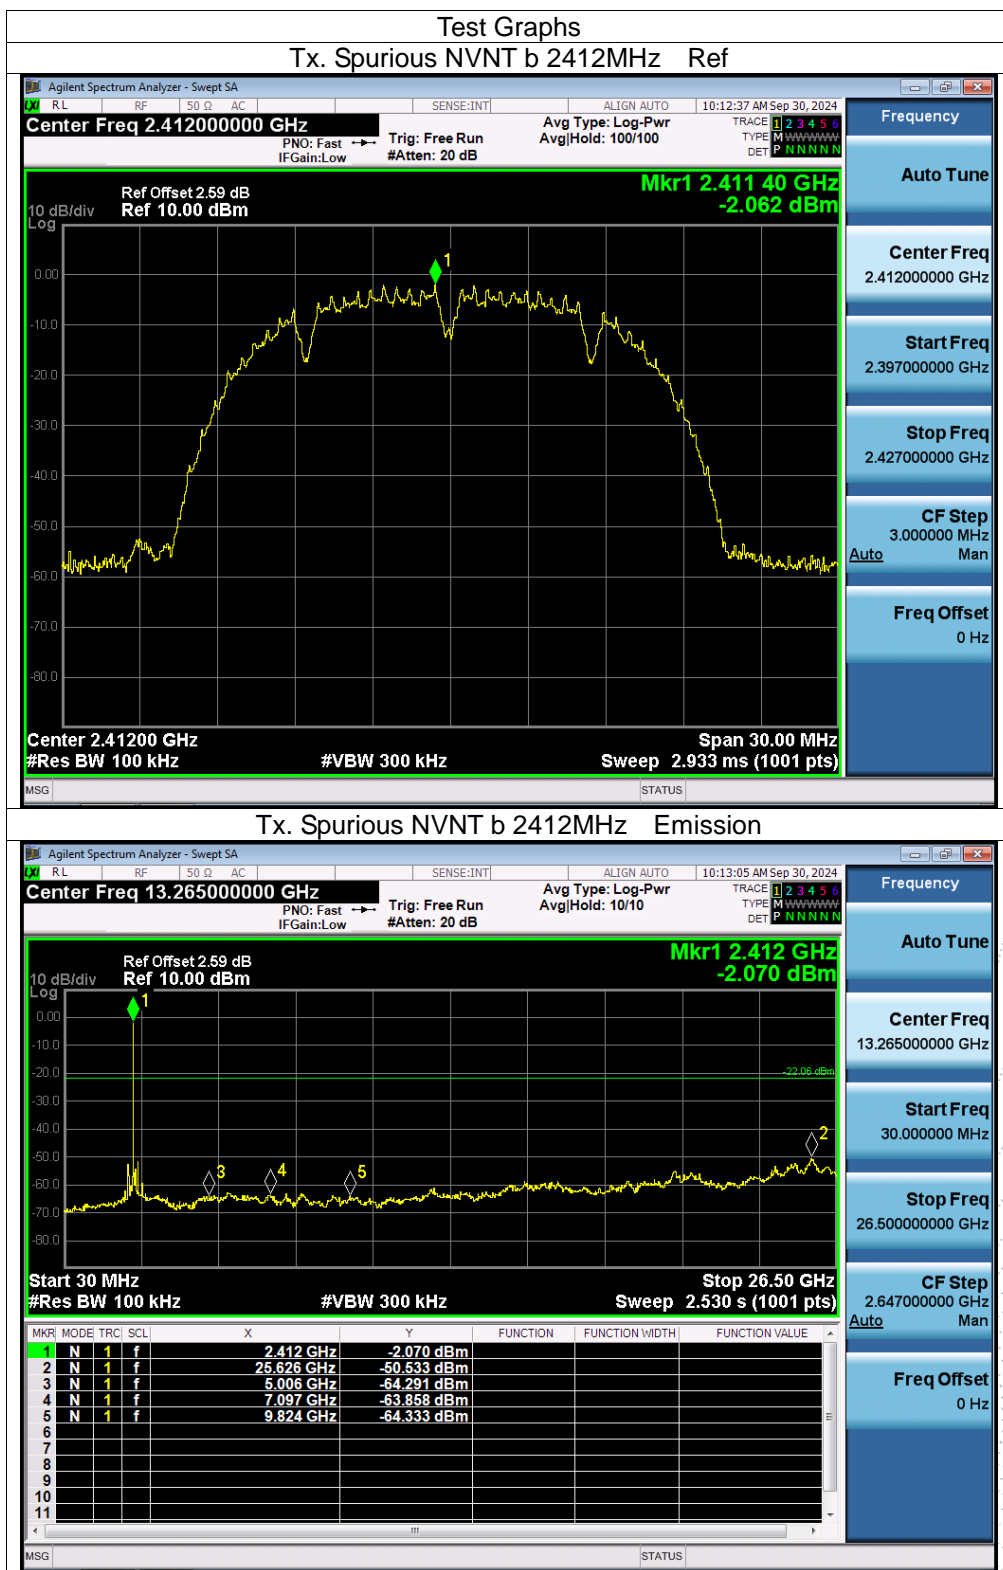 Test Graphs
Tx. Spurious NVNT b 2412MHz Ref
Agilent Spectrum Analyzer - Swept SA
LXI RL RF 50 Ω AC SENSE:INT ALIGN AUTO 10:12:37 AM Sep 30, 2024
Center Freq 2.412000000 GHz
PNO: Fast
IFGain:Low
Trig: Free Run
#Atten: 20 dB
Avg Type: Log-Pwr
Avg|Hold: 100/100
TRACE 1 2 3 4 5 6
TYPE M WWWWW
DET P N N N N N
Frequency
Mkr1 2.411 40 GHz
-2.062 dBm
Ref Offset 2.59 dB
10 dB/div Ref 10.00 dBm
Log
1
0.00
-10.0
-20.0
-30.0
-40.0
-50.0
-60.0
-70.0
-80.0
Center 2.41200 GHz Span 30.00 MHz
#Res BW 100 kHz #VBW 300 kHz Sweep 2.933 ms (1001 pts)
Auto Tune
Center Freq
2.412000000 GHz
Start Freq
2.397000000 GHz
Stop Freq
2.427000000 GHz
CF Step
3.000000 MHz
Auto Man
Freq Offset
0 Hz
MSG STATUS
Tx. Spurious NVNT b 2412MHz Emission
Agilent Spectrum Analyzer - Swept SA
LXI RL RF 50 Ω AC SENSE:INT ALIGN AUTO 10:13:05 AM Sep 30, 2024
Center Freq 13.265000000 GHz
PNO: Fast
IFGain:Low
Trig: Free Run
#Atten: 20 dB
Avg Type: Log-Pwr
Avg|Hold: 10/10
TRACE 1 2 3 4 5 6
TYPE M WWWWW
DET P N N N N N
Frequency
Mkr1 2.412 GHz
-2.070 dBm
Ref Offset 2.59 dB
10 dB/div Ref 10.00 dBm
Log
1
0.00
-10.0
-20.0
-22.06 dBm
-30.0
-40.0
2
-50.0
3 4 5
-60.0
-70.0
-80.0
Start 30 MHz Stop 26.50 GHz
#Res BW 100 kHz #VBW 300 kHz Sweep 2.530 s (1001 pts)
MKR MODE TRC SCL X Y FUNCTION FUNCTION WIDTH FUNCTION VALUE
1 N 1 f 2.412 GHz -2.070 dBm
2 N 1 f 25.626 GHz -50.533 dBm
3 N 1 f 5.006 GHz -64.291 dBm
4 N 1 f 7.097 GHz -63.858 dBm
5 N 1 f 9.824 GHz -64.333 dBm
6
7
8
9
10
11
Auto Tune
Center Freq
13.265000000 GHz
Start Freq
30.000000 MHz
Stop Freq
26.500000000 GHz
CF Step
2.647000000 GHz
Auto Man
Freq Offset
0 Hz
MSG STATUS